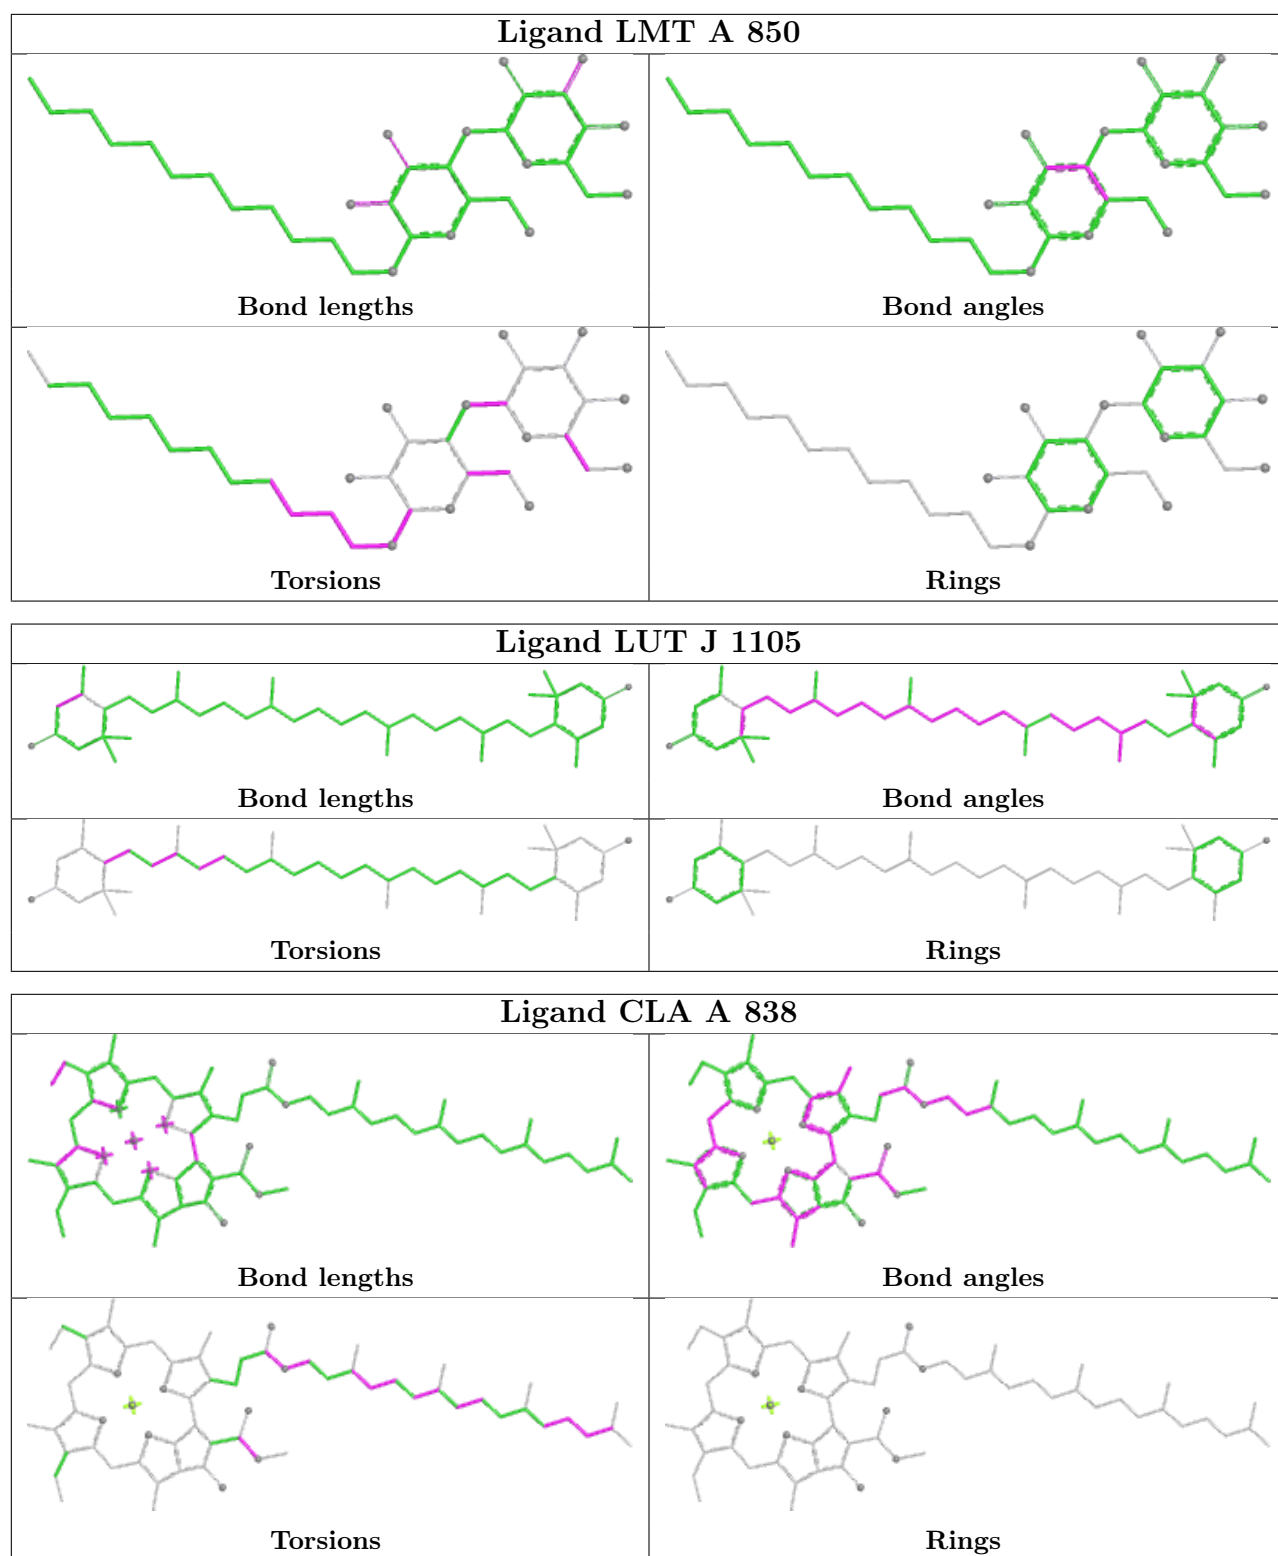 Ligand LMT A 850
Bond lengths
Bond angles
Torsions
Rings
Ligand LUT J 1105
Bond lengths
Bond angles
Torsions
Rings
Ligand CLA A 838
Bond lengths
Bond angles
Torsions
Rings